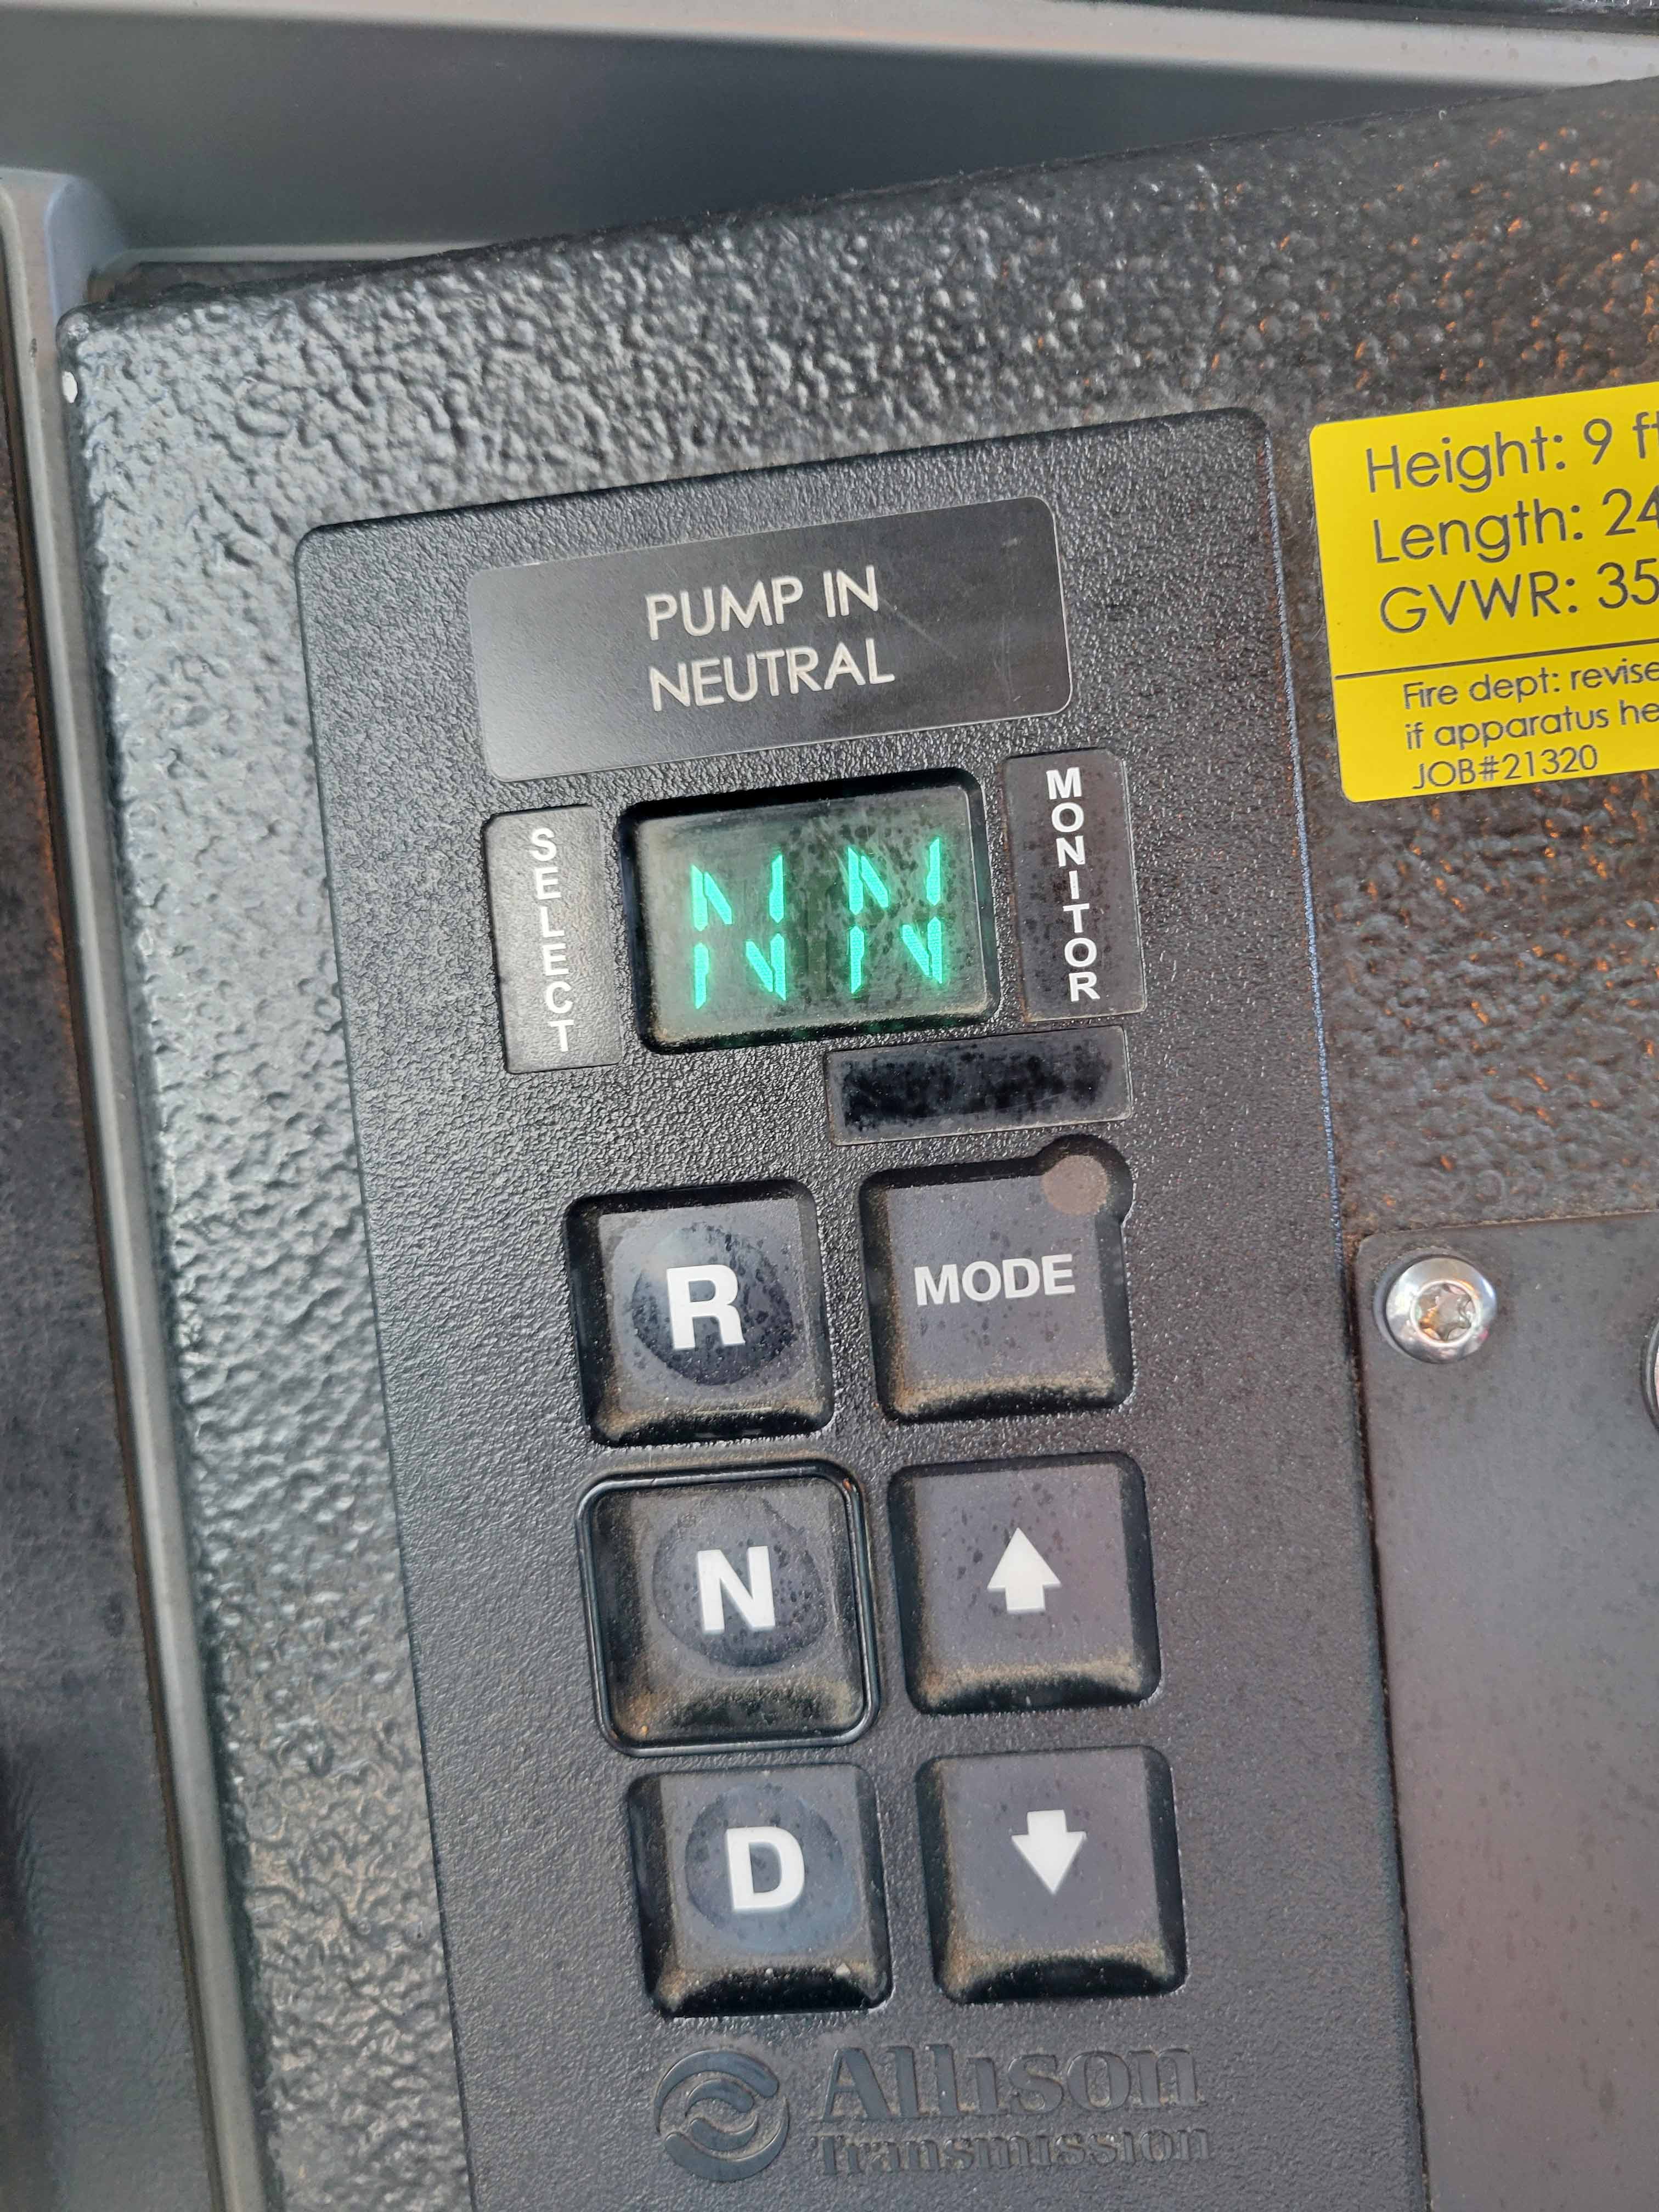 Height: 9 ft
Length: 24
GVWR: 35
Fire dept: revise
if apparatus he
JOB#21320
PUMP IN
NEUTRAL
SELECT
N N
MONITOR
R
MODE
N
D
Allison
Transmission